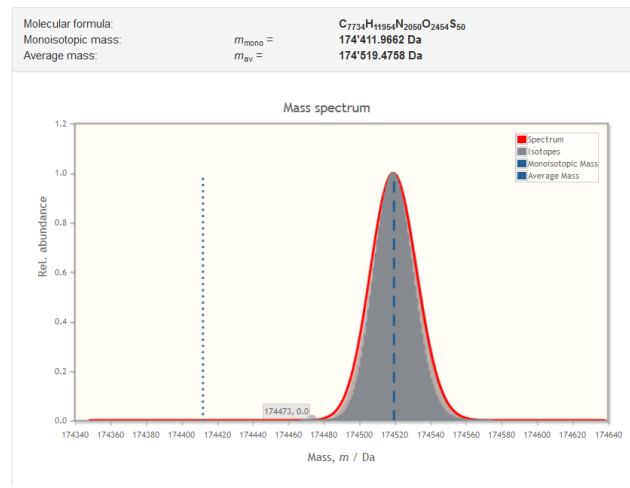 Molecular formula: C7734H11954N2050O2454S50
Monoisotopic mass: mmono = 174'411.9662 Da
Average mass: mav = 174'519.4758 Da
Mass spectrum
1.2
1.0
0.8
0.6
0.4
0.2
0.0
Rel. abundance
Spectrum
Isotopes
Monoisotopic Mass
Average Mass
174473, 0.0
174340 174360 174380 174400 174420 174440 174460 174480 174500 174520 174540 174560 174580 174600 174620 174640
Mass, m / Da